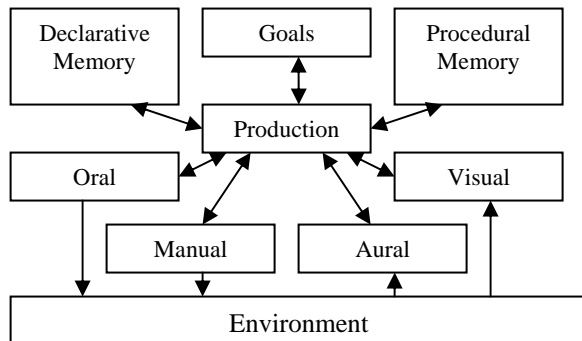 Declarative
Memory
Goals
Procedural
Memory
Production
Oral
Visual
Manual
Aural
Environment